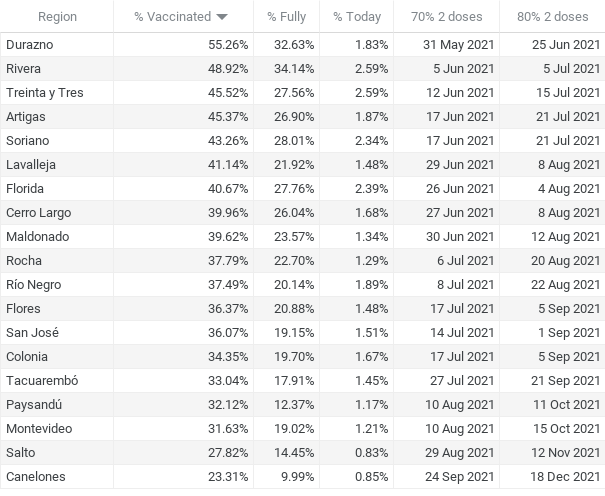 Region % Vaccinated % Fully % Today 70% 2 doses 80% 2 doses
Durazno 55.26% 32.63% 1.83% 31 May 2021 25 Jun 2021
Rivera 48.92% 34.14% 2.59% 5 Jun 2021 5 Jul 2021
Treinta y Tres 45.52% 27.56% 2.59% 12 Jun 2021 15 Jul 2021
Artigas 45.37% 26.90% 1.87% 17 Jun 2021 21 Jul 2021
Soriano 43.26% 28.01% 2.34% 17 Jun 2021 21 Jul 2021
Lavalleja 41.14% 21.92% 1.48% 29 Jun 2021 8 Aug 2021
Florida 40.67% 27.76% 2.39% 26 Jun 2021 4 Aug 2021
Cerro Largo 39.96% 26.04% 1.68% 27 Jun 2021 8 Aug 2021
Maldonado 39.62% 23.57% 1.34% 30 Jun 2021 12 Aug 2021
Rocha 37.79% 22.70% 1.29% 6 Jul 2021 20 Aug 2021
Río Negro 37.49% 20.14% 1.89% 8 Jul 2021 22 Aug 2021
Flores 36.37% 20.88% 1.48% 17 Jul 2021 5 Sep 2021
San José 36.07% 19.15% 1.51% 14 Jul 2021 1 Sep 2021
Colonia 34.35% 19.70% 1.67% 17 Jul 2021 5 Sep 2021
Tacuarembó 33.04% 17.91% 1.45% 27 Jul 2021 21 Sep 2021
Paysandú 32.12% 12.37% 1.17% 10 Aug 2021 11 Oct 2021
Montevideo 31.63% 19.02% 1.21% 10 Aug 2021 15 Oct 2021
Salto 27.82% 14.45% 0.83% 29 Aug 2021 12 Nov 2021
Canelones 23.31% 9.99% 0.85% 24 Sep 2021 18 Dec 2021